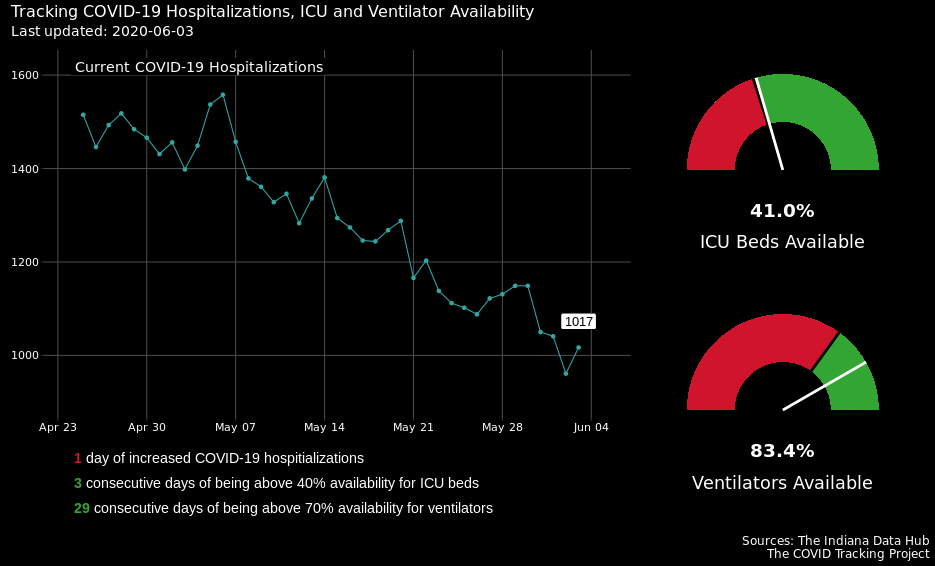 Tracking COVID-19 Hospitalizations, ICU and Ventilator Availability
Last updated: 2020-06-03
Current COVID-19 Hospitalizations
1600
1400
1200
1000
1017
Apr 23
Apr 30
May 07
May 14
May 21
May 28
Jun 04
41.0%
ICU Beds Available
83.4%
Ventilators Available
1 day of increased COVID-19 hospitializations
3 consecutive days of being above 40% availability for ICU beds
29 consecutive days of being above 70% availability for ventilators
Sources: The Indiana Data Hub
The COVID Tracking Project